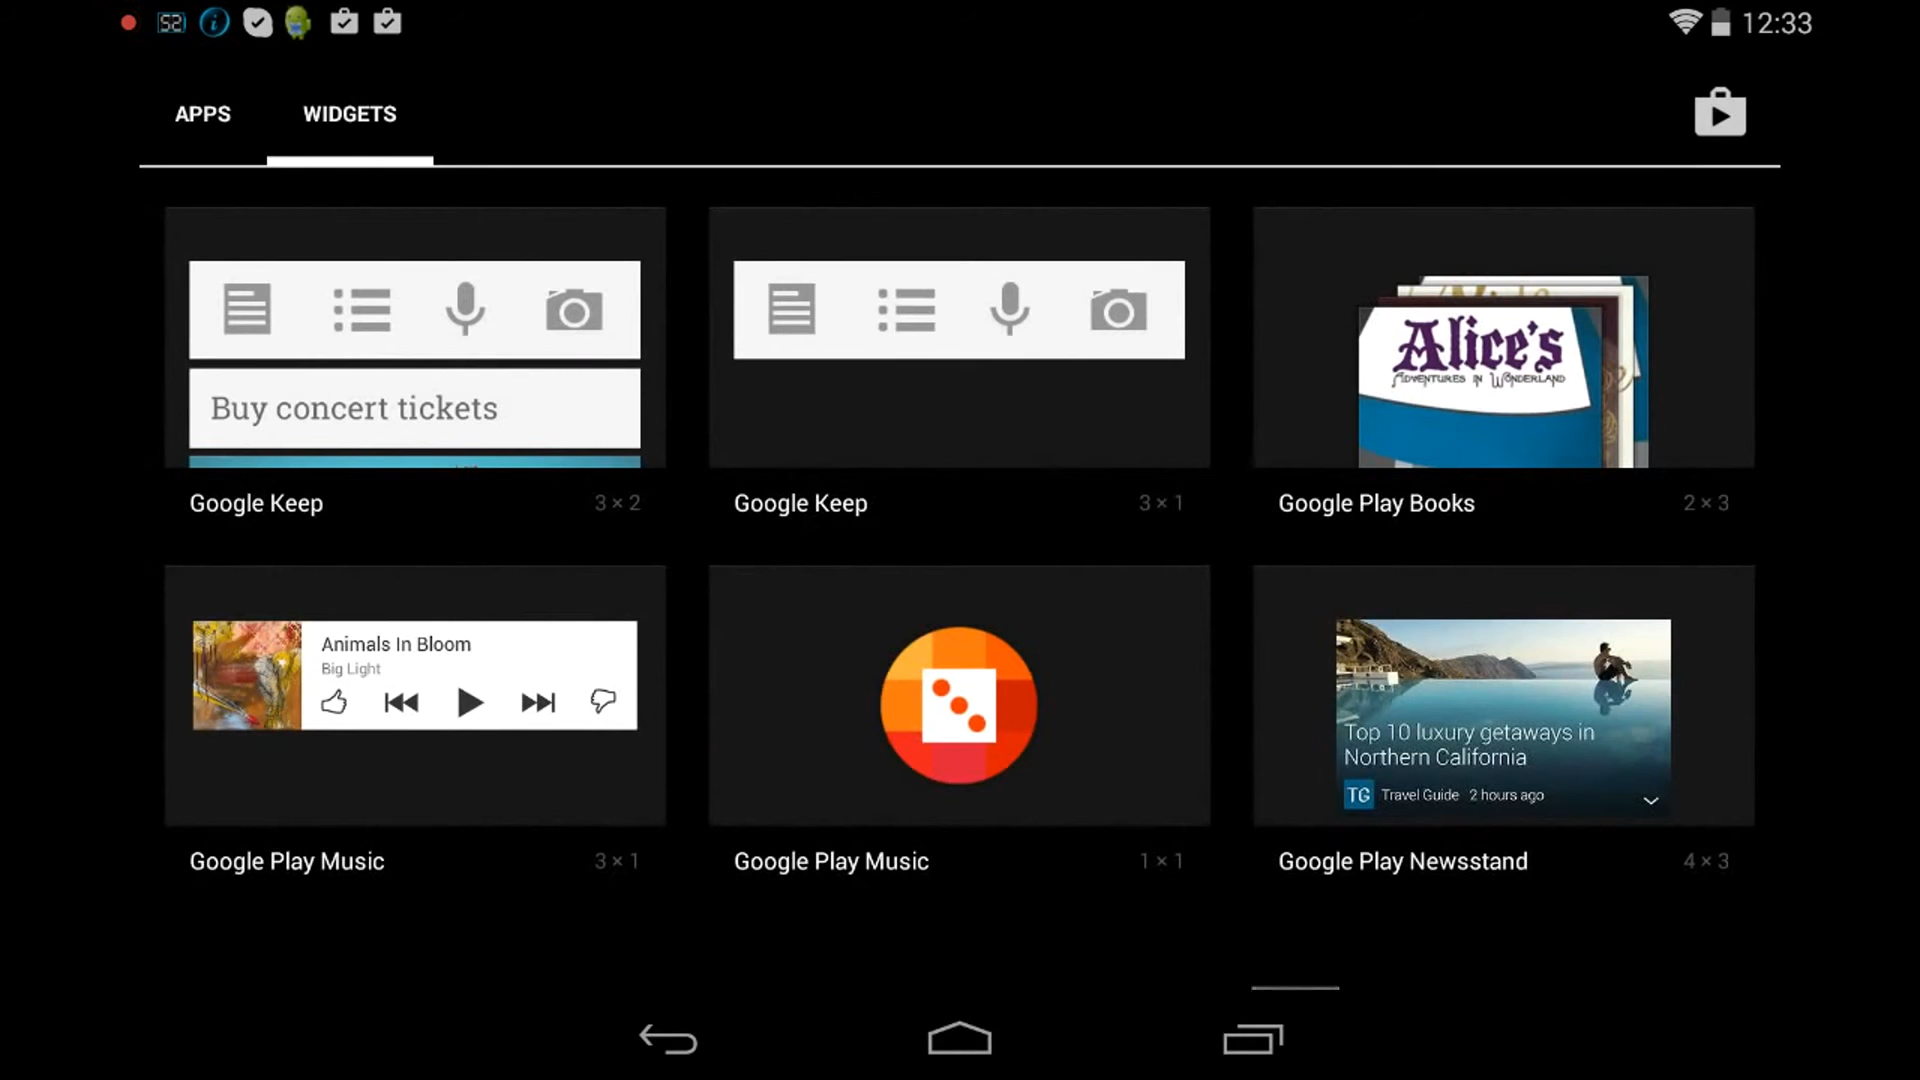 52
12:33
APPS
WIDGETS
Buy concert tickets
Google Keep
3 × 2
Google Keep
3 × 1
Alice's
Adventures in Wonderland
Google Play Books
2 × 3
Animals In Bloom
Big Light
Google Play Music
3 × 1
Google Play Music
1 × 1
Top 10 luxury getaways in
Northern California
TG Travel Guide 2 hours ago
Google Play Newsstand
4 × 3